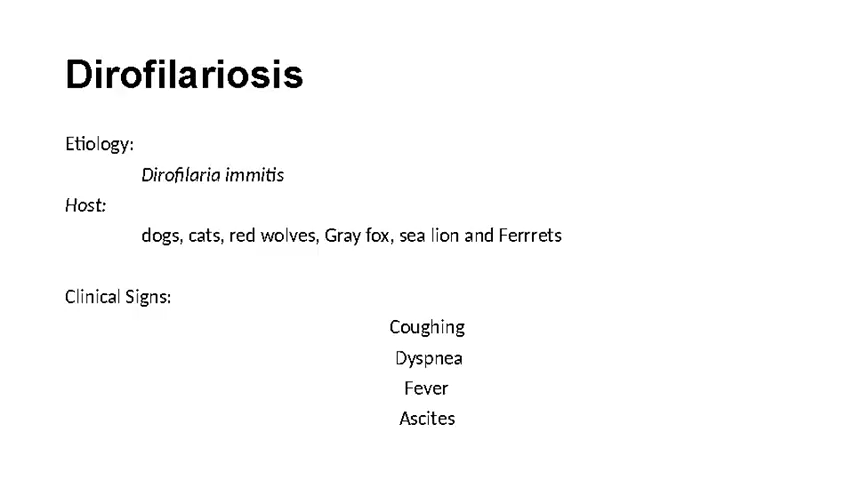 Dirofilariosis
Etiology:
Dirofilaria immitis
Host:
dogs, cats, red wolves, Gray fox, sea lion and Ferrrets
Clinical Signs:
Coughing
Dyspnea
Fever
Ascites